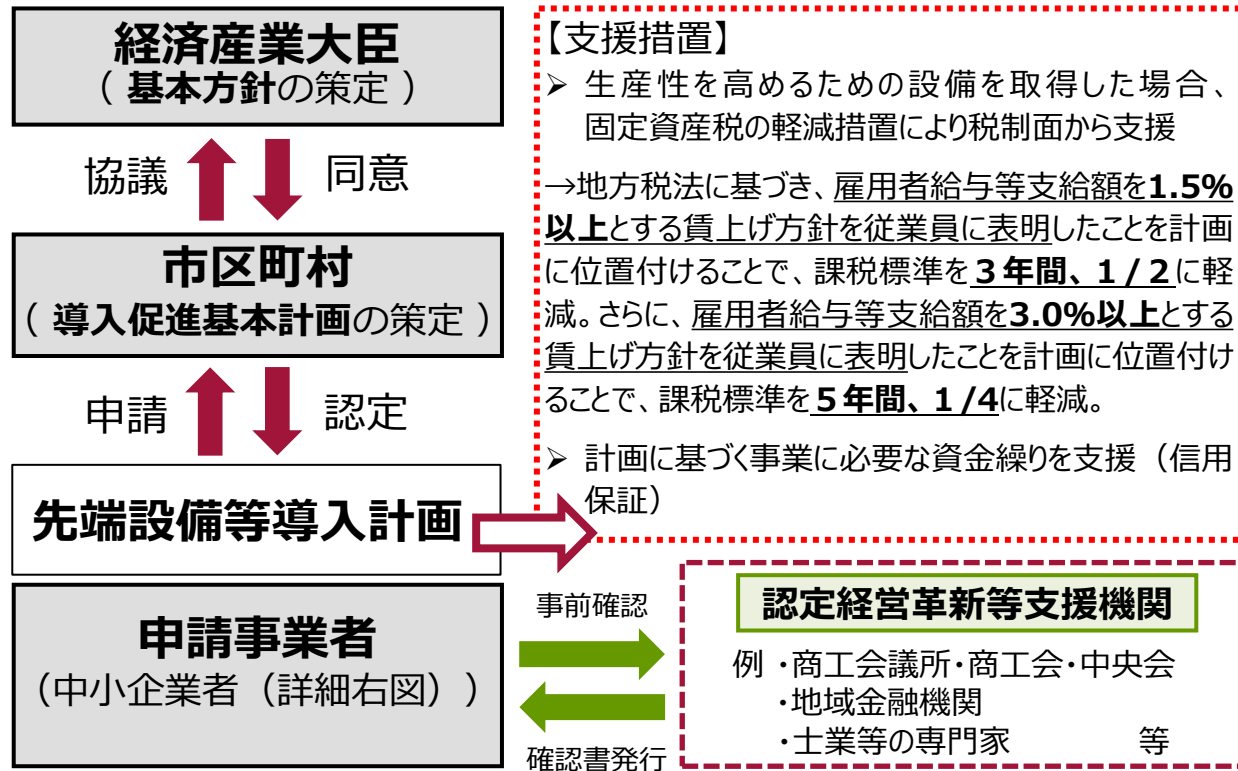 経済産業大臣
（ 基本方針の策定 ）
協議
同意
市区町村
（ 導入促進基本計画の策定 ）
申請
認定
先端設備等導入計画
申請事業者
（中小企業者（詳細右図））
【支援措置】
➢ 生産性を高めるための設備を取得した場合、
固定資産税の軽減措置により税制面から支援
→地方税法に基づき、雇用者給与等支給額を1.5%
以上とする賃上げ方針を従業員に表明したことを計画
に位置付けることで、課税標準を３年間、１/２に軽
減。さらに、雇用者給与等支給額を3.0%以上とする
賃上げ方針を従業員に表明したことを計画に位置付け
ることで、課税標準を５年間、１/4に軽減。
➢ 計画に基づく事業に必要な資金繰りを支援（信用
保証）
事前確認
確認書発行
認定経営革新等支援機関
例 ・商工会議所・商工会・中央会
・地域金融機関
・士業等の専門家 等